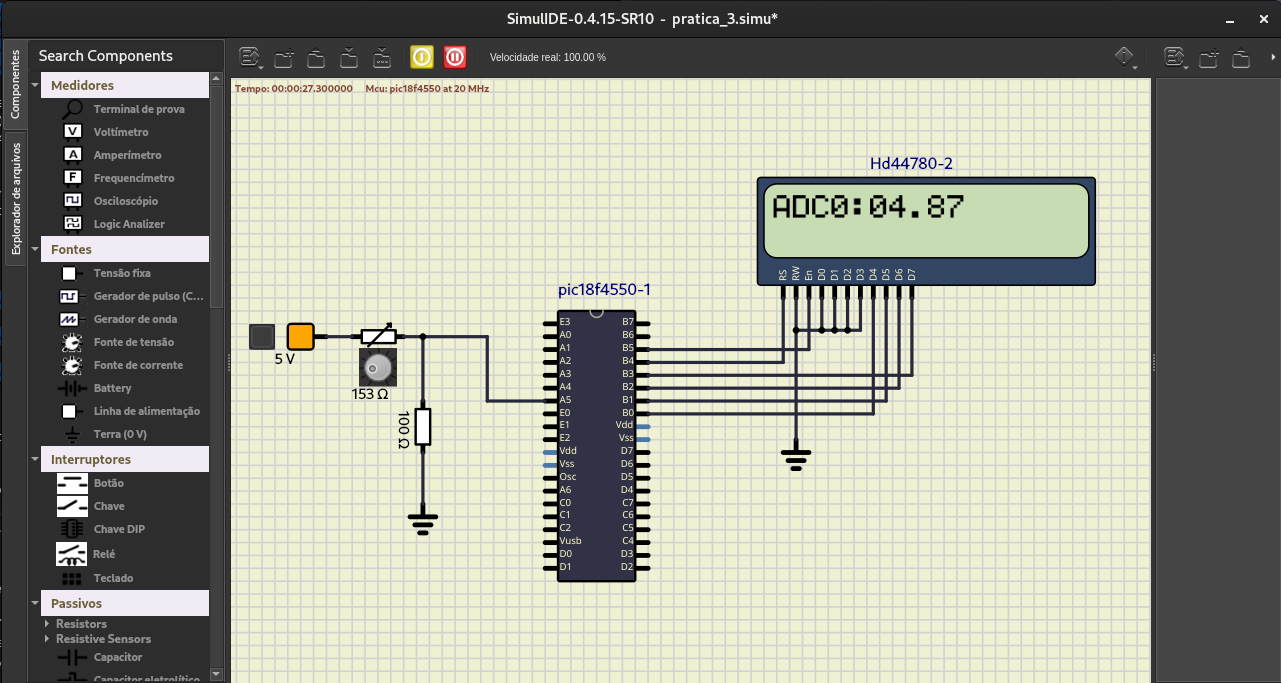 SimulIDE-0.4.15-SR10 - pratica_3.simu*
Componentes
Explorador de arquivos
Search Components
Medidores
Terminal de prova
Voltímetro
Amperímetro
Frequencímetro
Osciloscópio
Logic Analizer
Fontes
Tensão fixa
Gerador de pulso (C...
Gerador de onda
Fonte de tensão
Fonte de corrente
Battery
Linha de alimentação
Terra (0 V)
Interruptores
Botão
Chave
Chave DIP
Relé
Teclado
Passivos
Resistors
Resistive Sensors
Capacitor
Capacitor eletrolítico
Velocidade real: 100.00 %
Tempo: 00:00:27.300000 Mcu: pic18f4550 at 20 MHz
Hd44780-2
ADC0:04.87
RS RW En D0 D1 D2 D3 D4 D5 D6 D7
pic18f4550-1
E3 B7
A0 B6
A1 B5
A2 B4
A3 B3
A4 B2
A5 B1
E0 B0
E1 Vdd
E2 Vss
Vdd D7
Vss D6
Osc D5
A6 D4
C0 C7
C1 C6
C2 C5
Vusb C4
D0 D3
D1 D2
5 V
153 Ω
100 Ω